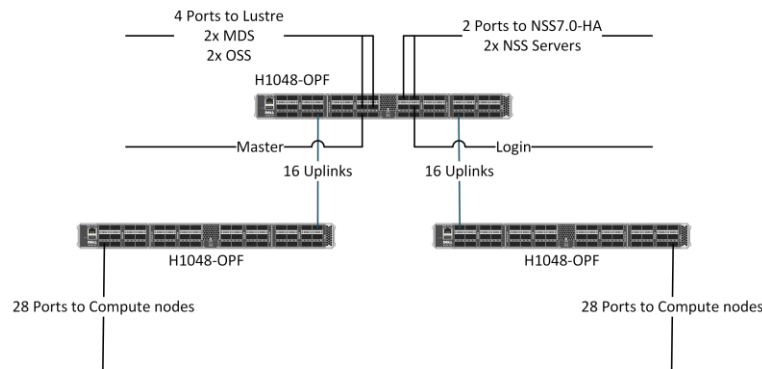 4 Ports to Lustre
2x MDS
2x OSS
2 Ports to NSS7.0-HA
2x NSS Servers
H1048-OPF
Master
Login
16 Uplinks
16 Uplinks
H1048-OPF
H1048-OPF
28 Ports to Compute nodes
28 Ports to Compute nodes